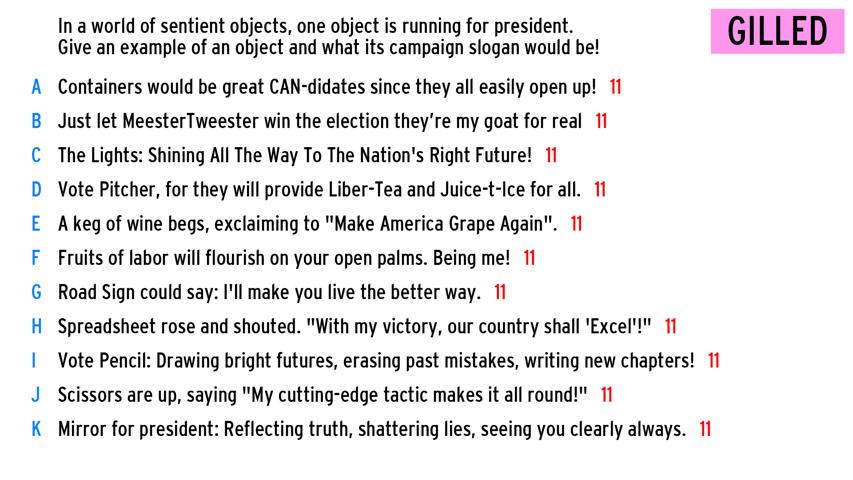 In a world of sentient objects, one object is running for president.
Give an example of an object and what its campaign slogan would be!
GILLED
A Containers would be great CAN-didates since they all easily open up! 11
B Just let MeesterTweester win the election they're my goat for real 11
C The Lights: Shining All The Way To The Nation's Right Future! 11
D Vote Pitcher, for they will provide Liber-Tea and Juice-t-Ice for all. 11
E A keg of wine begs, exclaiming to "Make America Grape Again". 11
F Fruits of labor will flourish on your open palms. Being me! 11
G Road Sign could say: I'll make you live the better way. 11
H Spreadsheet rose and shouted. "With my victory, our country shall 'Excel'!" 11
I Vote Pencil: Drawing bright futures, erasing past mistakes, writing new chapters! 11
J Scissors are up, saying "My cutting-edge tactic makes it all round!" 11
K Mirror for president: Reflecting truth, shattering lies, seeing you clearly always. 11